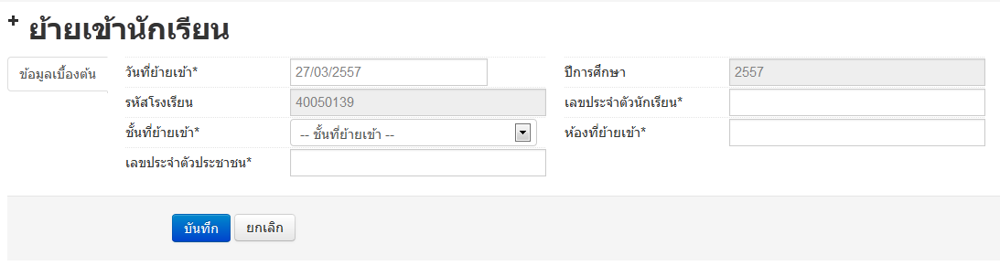 + ย้ายเข้านักเรียน
ข้อมูลเบื้องต้น
วันที่ย้ายเข้า* 27/03/2557 ปีการศึกษา 2557
รหัสโรงเรียน 40050139 เลขประจำตัวนักเรียน*
ชั้นที่ย้ายเข้า* -- ชั้นที่ย้ายเข้า -- ห้องที่ย้ายเข้า*
เลขประจำตัวประชาชน*
บันทึก ยกเลิก